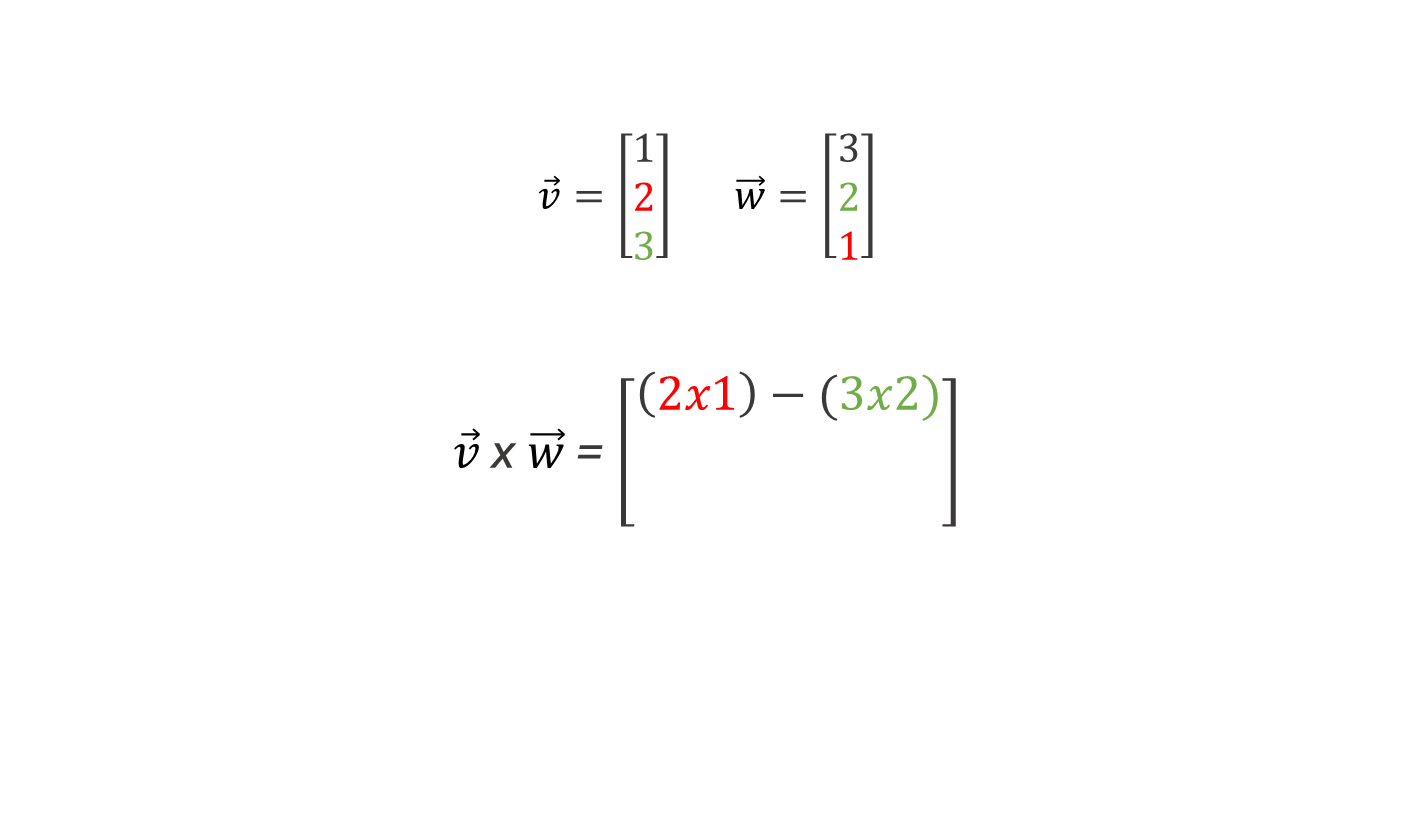 v⃗ = [1 2 3] w⃗ = [3 2 1]
v⃗ x w⃗ = [(2x1) − (3x2)]